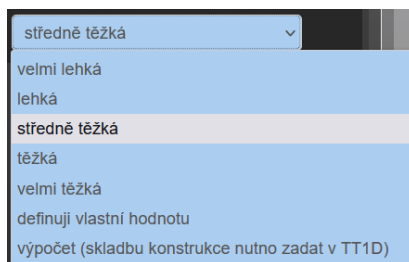 středně těžká
velmi lehká
lehká
středně těžká
těžká
velmi těžká
definuji vlastní hodnotu
výpočet (skladbu konstrukce nutno zadat v TT1D)